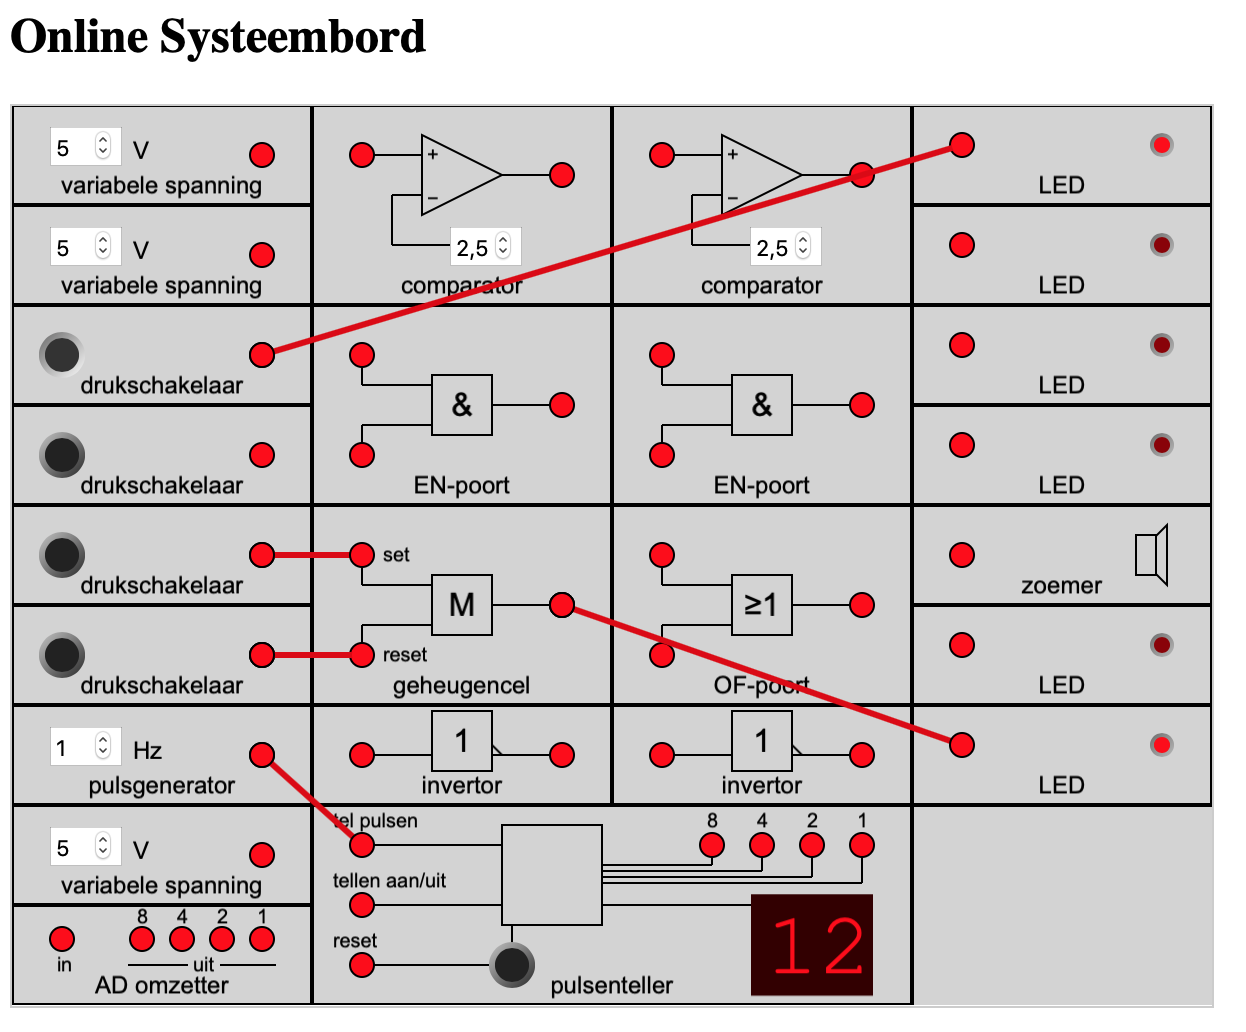 Online Systeembord
5 V
variabele spanning
5 V
variabele spanning
drukschakelaar
drukschakelaar
drukschakelaar
drukschakelaar
1 Hz
pulsgenerator
5 V
variabele spanning
8 4 2 1
in
uit
AD omzetter
+
−
2,5
comparator
+
−
2,5
comparator
&
EN-poort
&
EN-poort
set
M
reset
geheugencel
≥1
OF-poort
1
invertor
1
invertor
tel pulsen
tellen aan/uit
reset
8 4 2 1
12
pulsenteller
LED
LED
LED
LED
zoemer
LED
LED